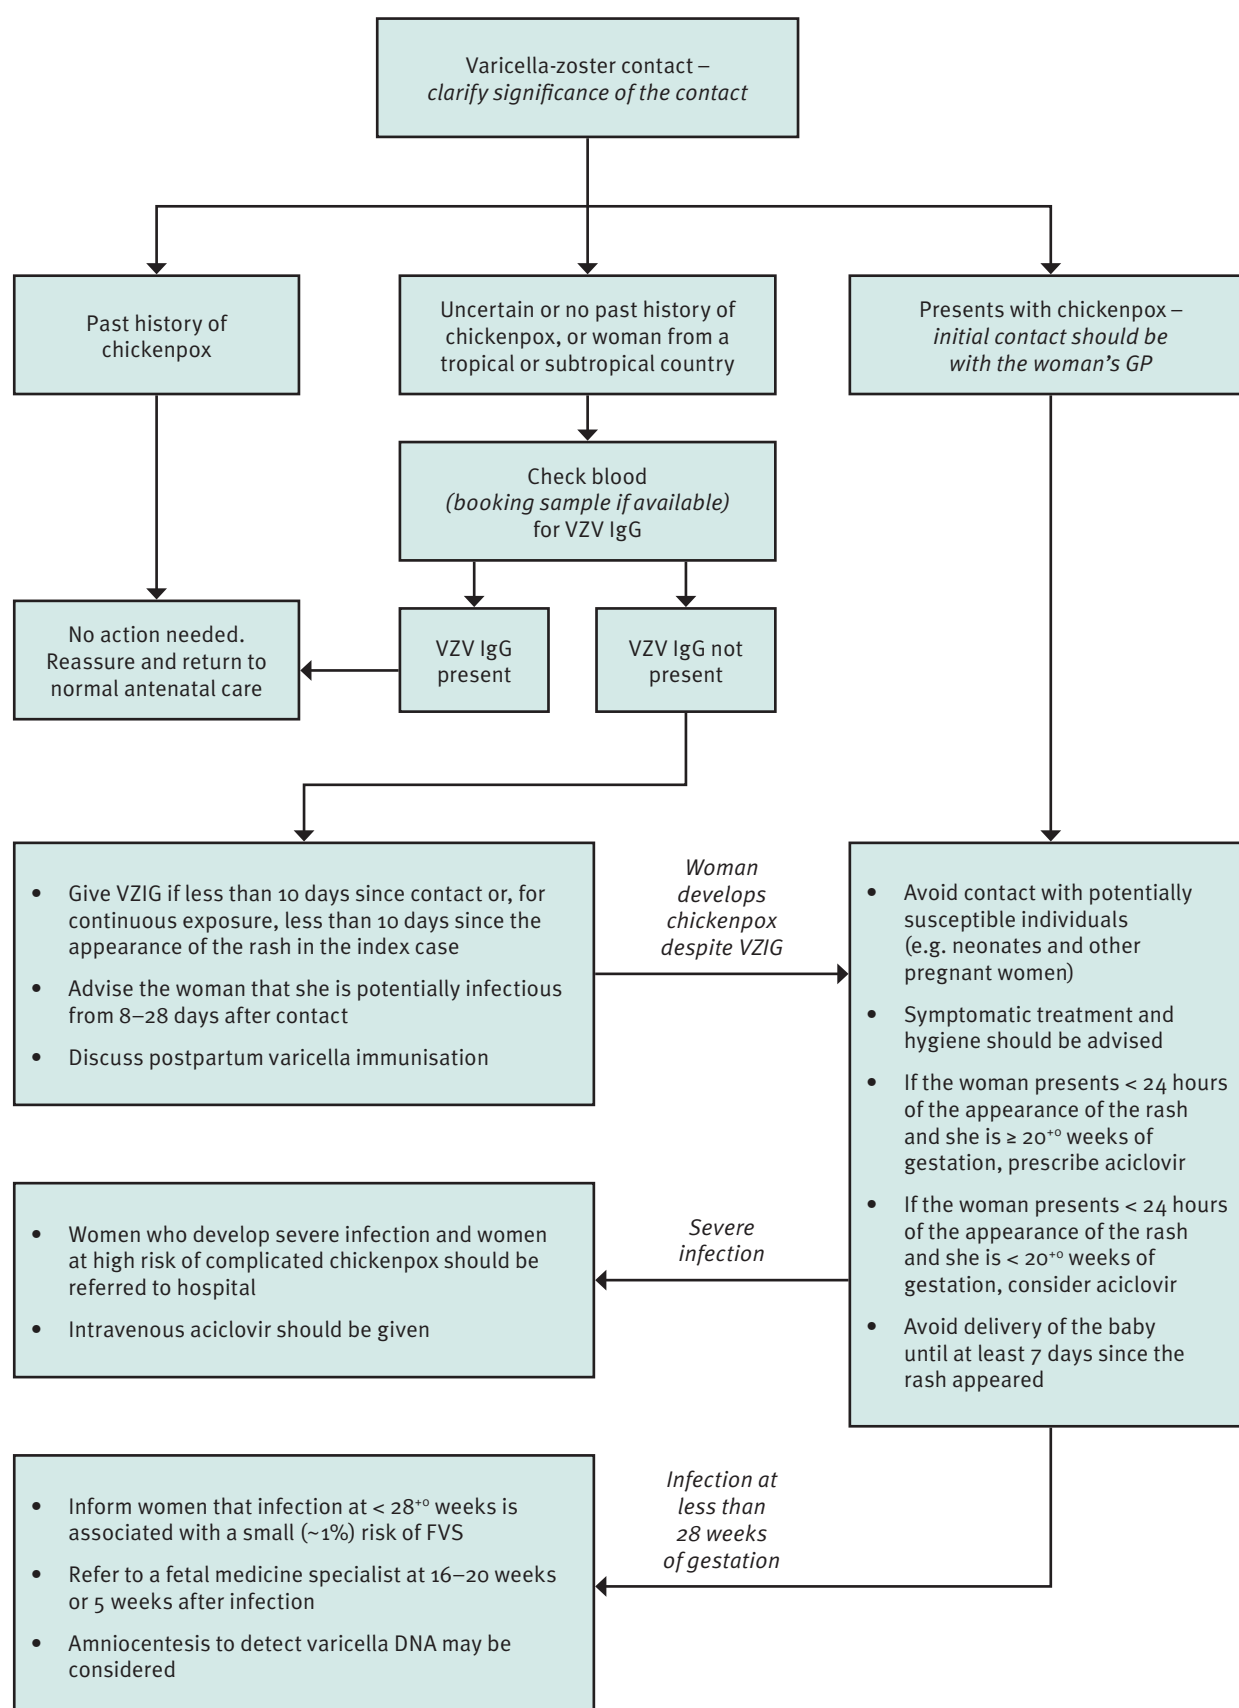 Varicella-zoster contact –
clarify significance of the contact
Past history of
chickenpox
Uncertain or no past history of
chickenpox, or woman from a
tropical or subtropical country
Presents with chickenpox –
initial contact should be
with the woman's GP
Check blood
(booking sample if available)
for VZV IgG
No action needed.
Reassure and return to
normal antenatal care
VZV IgG
present
VZV IgG not
present
• Give VZIG if less than 10 days since contact or, for
continuous exposure, less than 10 days since the
appearance of the rash in the index case
• Advise the woman that she is potentially infectious
from 8–28 days after contact
• Discuss postpartum varicella immunisation
Woman
develops
chickenpox
despite VZIG
• Avoid contact with potentially
susceptible individuals
(e.g. neonates and other
pregnant women)
• Symptomatic treatment and
hygiene should be advised
• If the woman presents < 24 hours
of the appearance of the rash
and she is ≥ 20⁺⁰ weeks of
gestation, prescribe aciclovir
• If the woman presents < 24 hours
of the appearance of the rash
and she is < 20⁺⁰ weeks of
gestation, consider aciclovir
• Avoid delivery of the baby
until at least 7 days since the
rash appeared
Severe
infection
• Women who develop severe infection and women
at high risk of complicated chickenpox should be
referred to hospital
• Intravenous aciclovir should be given
Infection at
less than
28 weeks
of gestation
• Inform women that infection at < 28⁺⁰ weeks is
associated with a small (~1%) risk of FVS
• Refer to a fetal medicine specialist at 16–20 weeks
or 5 weeks after infection
• Amniocentesis to detect varicella DNA may be
considered